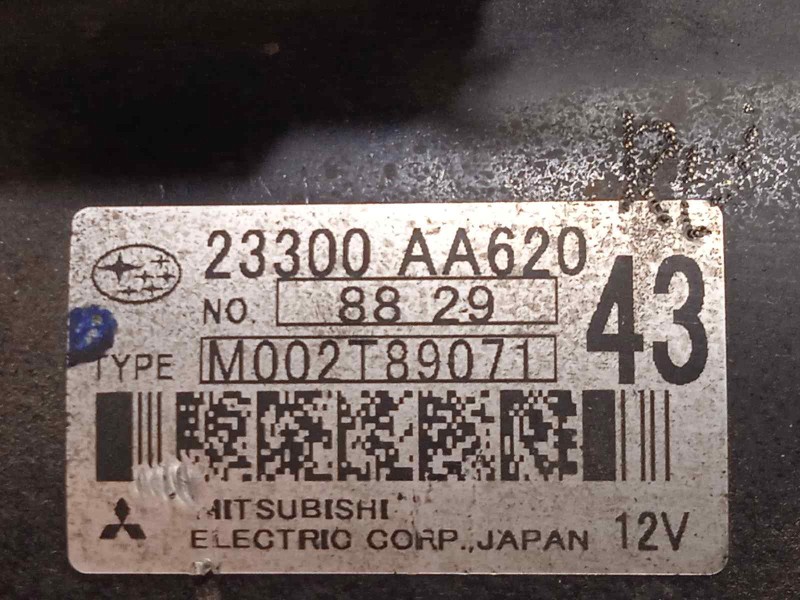 23300 AA620
NO. 88 29
43
TYPE M002T89071
MITSUBISHI
ELECTRIC CORP., JAPAN 12V